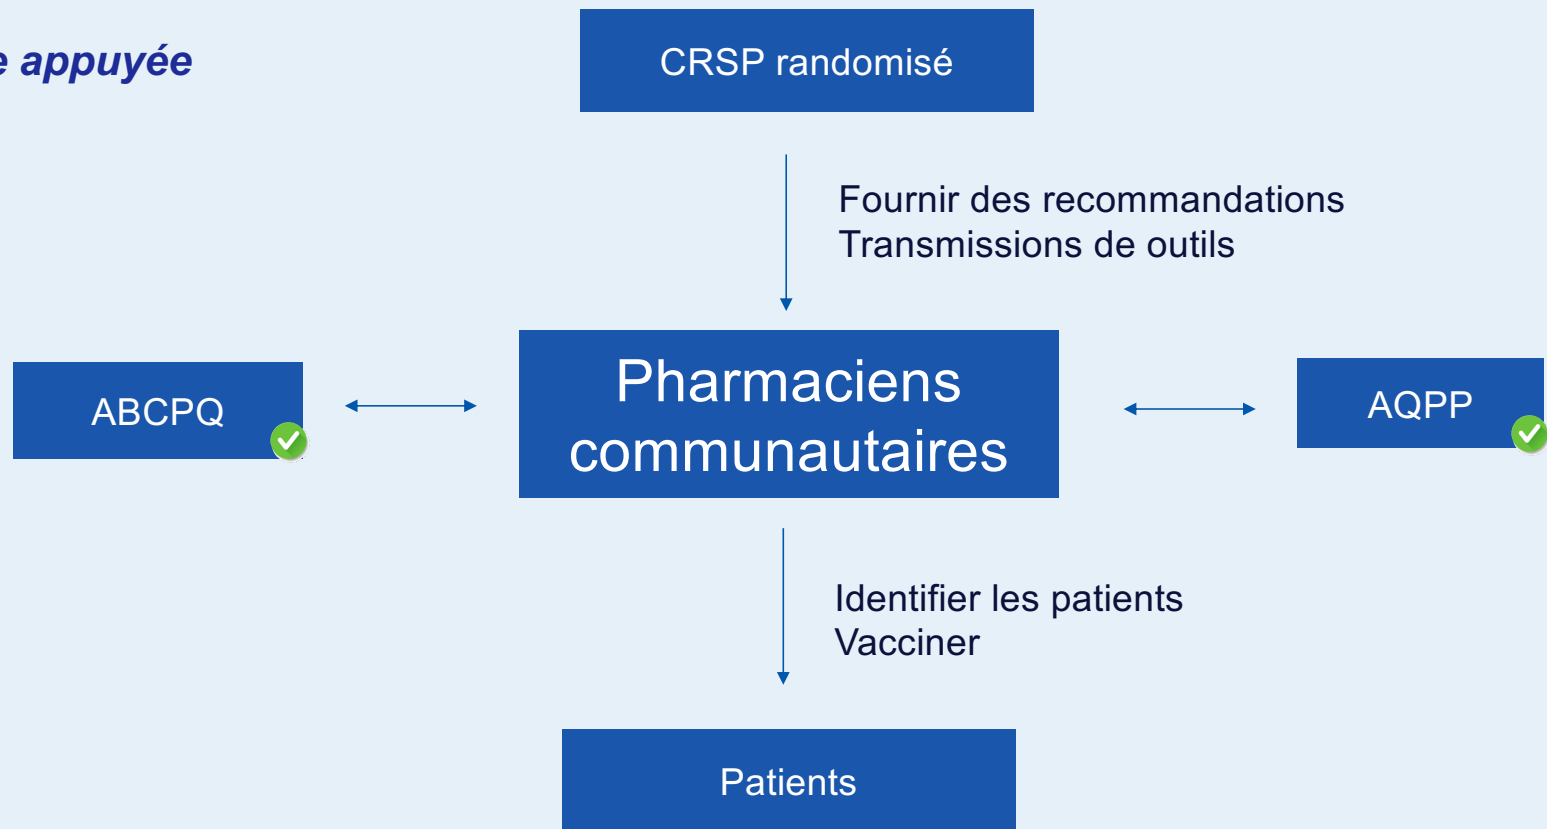 e appuyée
CRSP randomisé
Fournir des recommandations
Transmissions de outils
ABCPQ
Pharmaciens
communautaires
AQPP
Identifier les patients
Vacciner
Patients